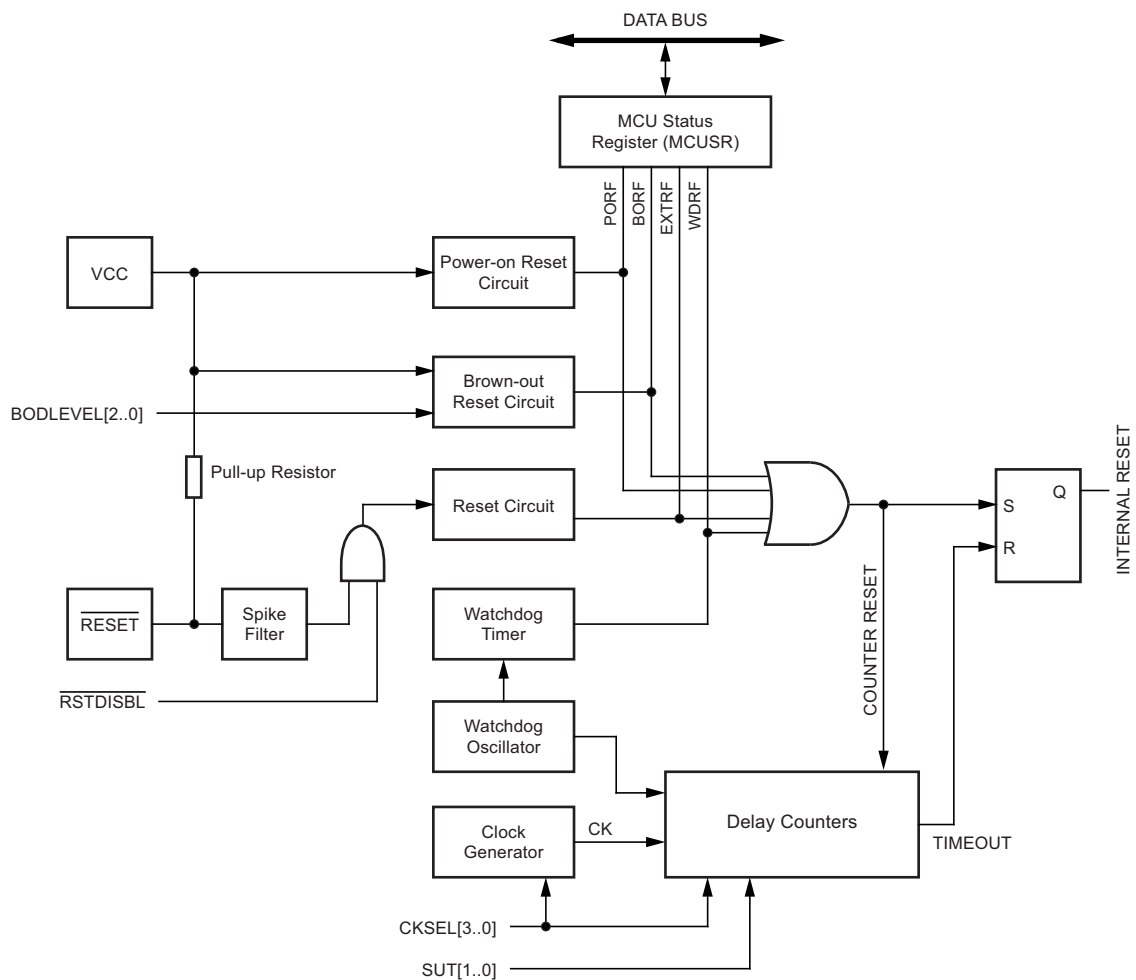 DATA BUS
MCU Status
Register (MCUSR)
PORF
BORF
EXTRF
WDRF
VCC
Power-on Reset
Circuit
Brown-out
Reset Circuit
BODLEVEL[2..0]
Pull-up Resistor
Reset Circuit
S
Q
R
INTERNAL RESET
RESET
Spike
Filter
Watchdog
Timer
COUNTER RESET
RSTDISBL
Watchdog
Oscillator
Clock
Generator
CK
Delay Counters
TIMEOUT
CKSEL[3..0]
SUT[1..0]